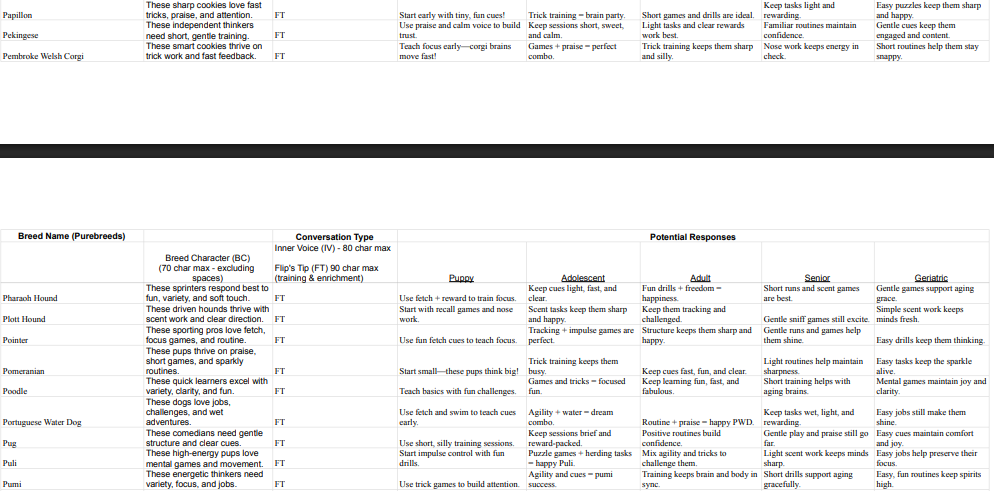 Papillon These sharp cookies love fast tricks, praise, and attention. FT Start early with tiny, fun cues! Trick training = brain party. Short games and drills are ideal. Keep tasks light and rewarding. Easy puzzles keep them sharp and happy.
Pekingese These independent thinkers need short, gentle training. FT Use praise and calm voice to build trust. Keep sessions short, sweet, and calm. Light tasks and clear rewards work best. Familiar routines maintain confidence. Gentle cues keep them engaged and content.
Pembroke Welsh Corgi These smart cookies thrive on trick work and fast feedback. FT Teach focus early—corgi brains move fast! Games + praise = perfect combo. Trick training keeps them sharp and silly. Nose work keeps energy in check. Short routines help them stay snappy.
Breed Name (Purebreeds) Conversation Type Potential Responses
Breed Character (BC) (70 char max - excluding spaces) Inner Voice (IV) - 80 char max Flip's Tip (FT) 90 char max (training & enrichment) Puppy Adolescent Adult Senior Geriatric
Pharaoh Hound These sprinters respond best to fun, variety, and soft touch. FT Use fetch + reward to train focus. Keep cues light, fast, and clear. Fun drills + freedom = happiness. Short runs and scent games are best. Gentle games support aging grace.
Plott Hound These driven hounds thrive with scent work and clear direction. FT Start with recall games and nose work. Scent tasks keep them sharp and happy. Keep them tracking and challenged. Gentle sniff games still excite. Simple scent work keeps minds fresh.
Pointer These sporting pros love fetch, focus games, and routine. FT Use fun fetch cues to teach focus. Tracking + impulse games are perfect. Structure keeps them sharp and happy. Gentle runs and games help them shine. Easy drills keep them thinking.
Pomeranian These pups thrive on praise, short games, and sparkly routines. FT Start small—these pups think big! Trick training keeps them busy. Keep cues fast, fun, and clear. Light routines help maintain sharpness. Easy tasks keep the sparkle alive.
Poodle These quick learners excel with variety, clarity, and fun. FT Teach basics with fun challenges. Games and tricks = focused fun. Keep learning fun, fast, and fabulous. Short training helps with aging brains. Mental games maintain joy and clarity.
Portuguese Water Dog These dogs love jobs, challenges, and wet adventures. FT Use fetch and swim to teach cues early. Agility + water = dream combo. Routine + praise = happy PWD. Keep tasks wet, light, and rewarding. Easy jobs still make them shine.
Pug These comedians need gentle structure and clear cues. FT Use short, silly training sessions. Keep sessions brief and reward-packed. Positive routines build confidence. Gentle play and praise still go far. Easy cues maintain comfort and joy.
Puli These high-energy pups love mental games and movement. FT Start impulse control with fun drills. Puzzle games + herding tasks = happy Puli. Mix agility and tricks to challenge them. Light scent work keeps minds sharp. Easy jobs help preserve their focus.
Pumi These energetic thinkers need variety, focus, and jobs. FT Use trick games to build attention. Agility and cues = pumi success. Training keeps brain and body in sync. Short drills support aging gracefully. Easy, fun routines keep spirits high.